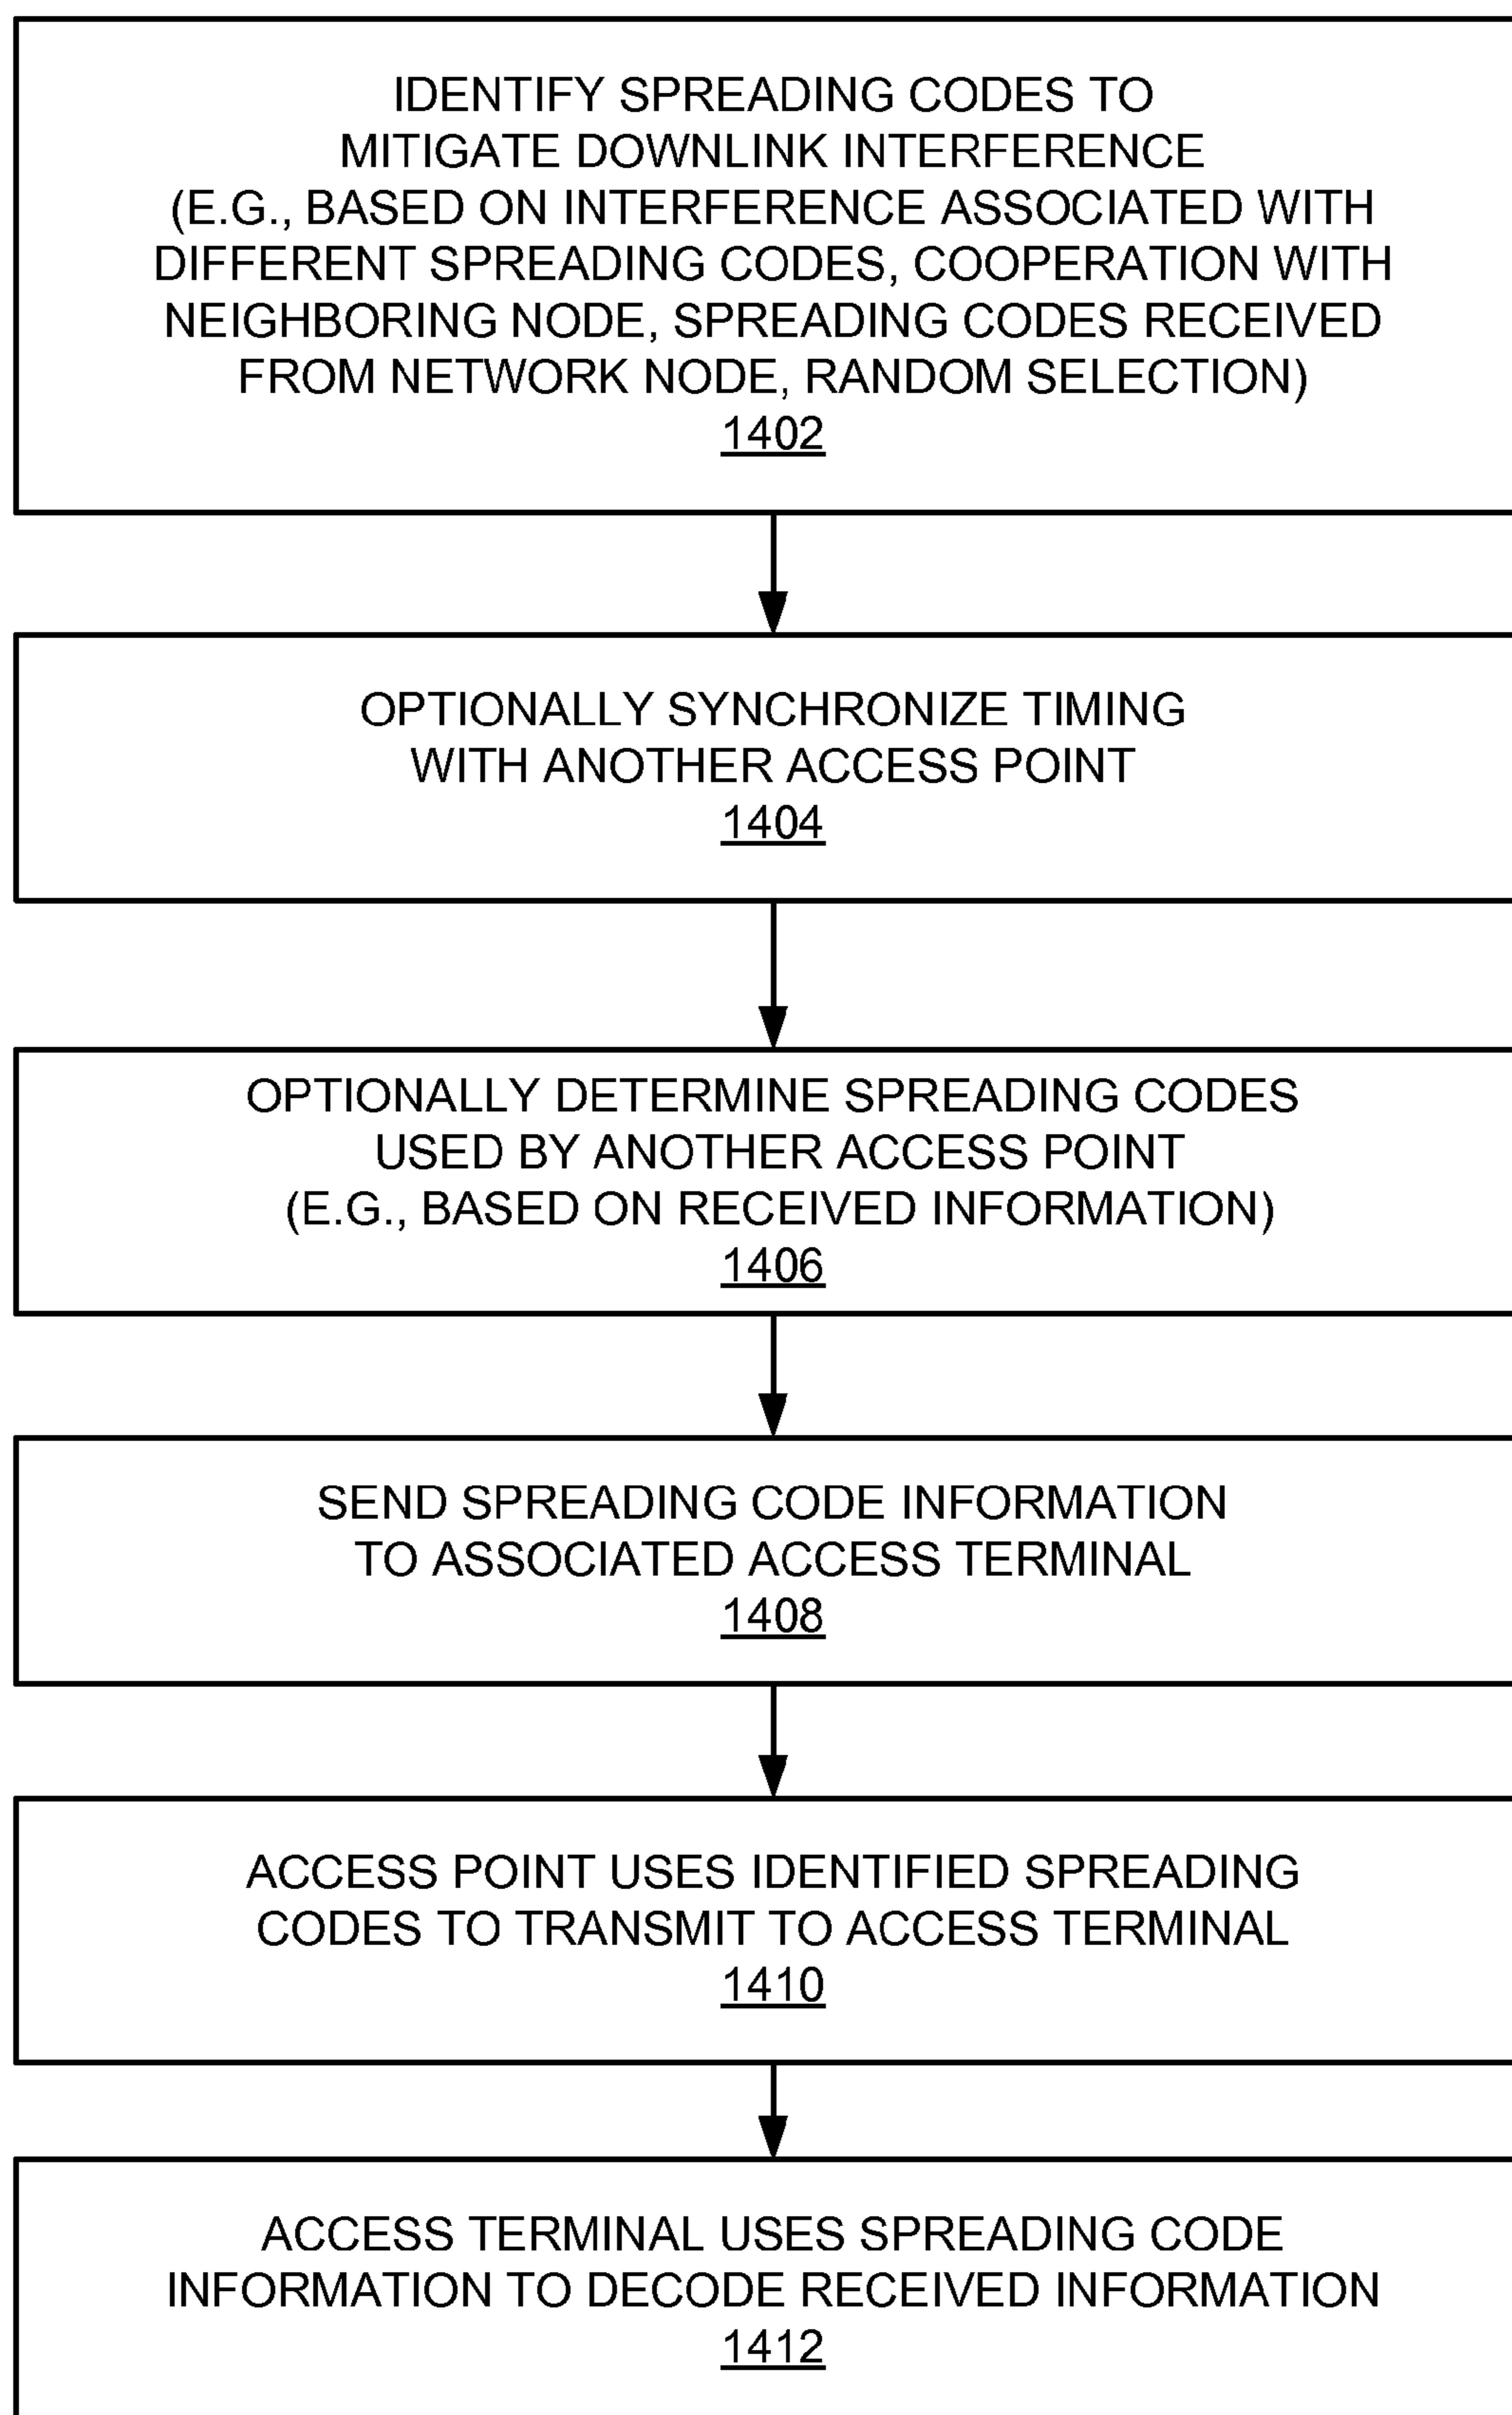 IDENTIFY SPREADING CODES TO
MITIGATE DOWNLINK INTERFERENCE
(E.G., BASED ON INTERFERENCE ASSOCIATED WITH
DIFFERENT SPREADING CODES, COOPERATION WITH
NEIGHBORING NODE, SPREADING CODES RECEIVED
FROM NETWORK NODE, RANDOM SELECTION)
1402
OPTIONALLY SYNCHRONIZE TIMING
WITH ANOTHER ACCESS POINT
1404
OPTIONALLY DETERMINE SPREADING CODES
USED BY ANOTHER ACCESS POINT
(E.G., BASED ON RECEIVED INFORMATION)
1406
SEND SPREADING CODE INFORMATION
TO ASSOCIATED ACCESS TERMINAL
1408
ACCESS POINT USES IDENTIFIED SPREADING
CODES TO TRANSMIT TO ACCESS TERMINAL
1410
ACCESS TERMINAL USES SPREADING CODE
INFORMATION TO DECODE RECEIVED INFORMATION
1412